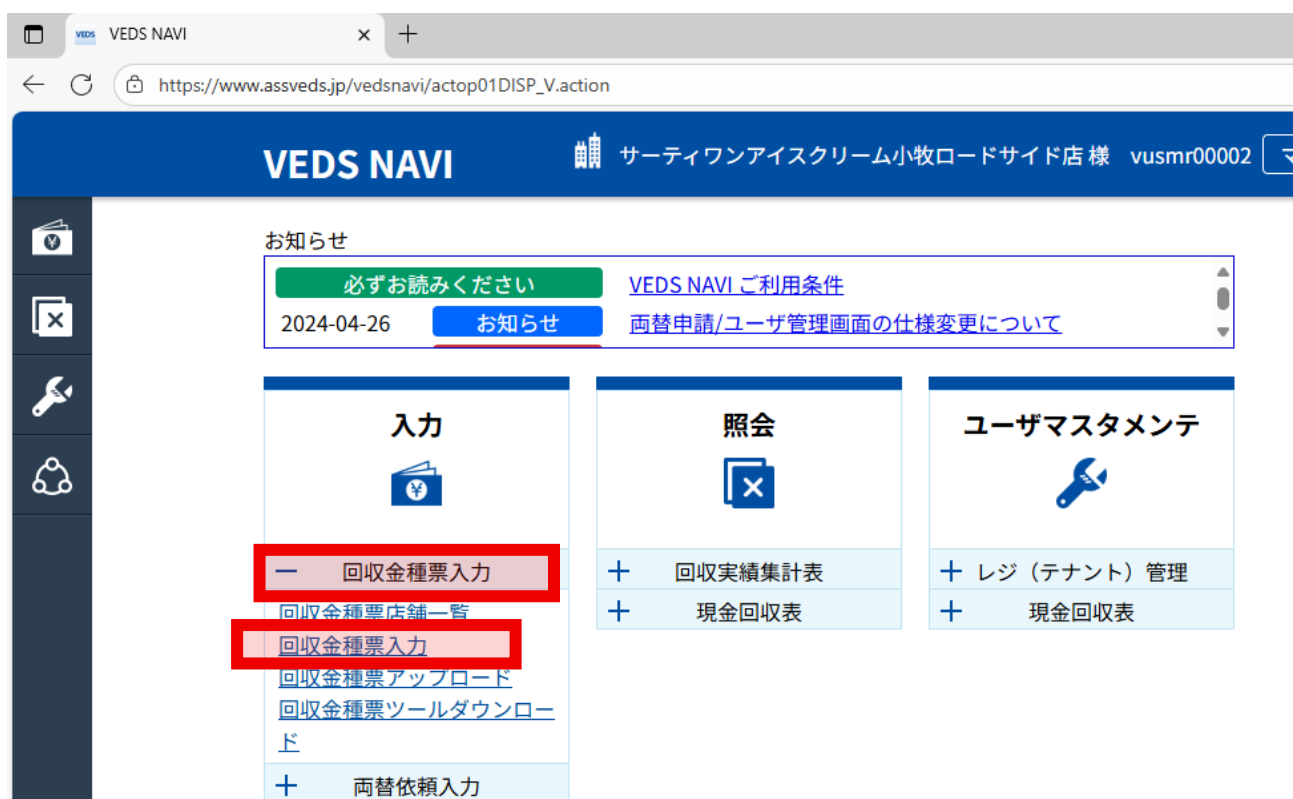 VEDS NAVI
https://www.assveds.jp/vedsnavi/actop01DISP_V.action
VEDS NAVI
サーティワンアイスクリーム小牧ロードサイド店 様 vusmr00002
お知らせ
必ずお読みください VEDS NAVI ご利用条件
2024-04-26 お知らせ 両替申請/ユーザ管理画面の仕様変更について
入力 照会 ユーザマスタメンテ
回収金種票入力 回収実績集計表 レジ（テナント）管理
回収金種票店舗一覧 現金回収表 現金回収表
回収金種票入力
回収金種票アップロード
回収金種票ツールダウンロー
ド
両替依頼入力